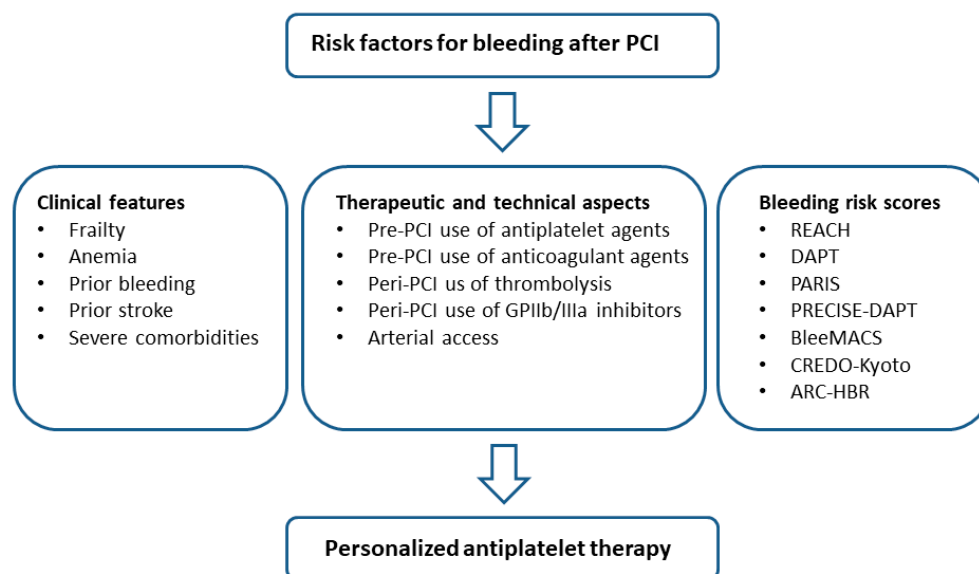 Risk factors for bleeding after PCI
Clinical features
• Frailty
• Anemia
• Prior bleeding
• Prior stroke
• Severe comorbidities
Therapeutic and technical aspects
• Pre-PCI use of antiplatelet agents
• Pre-PCI use of anticoagulant agents
• Peri-PCI us of thrombolysis
• Peri-PCI use of GPIIb/IIIa inhibitors
• Arterial access
Bleeding risk scores
• REACH
• DAPT
• PARIS
• PRECISE-DAPT
• BleeMACS
• CREDO-Kyoto
• ARC-HBR
Personalized antiplatelet therapy